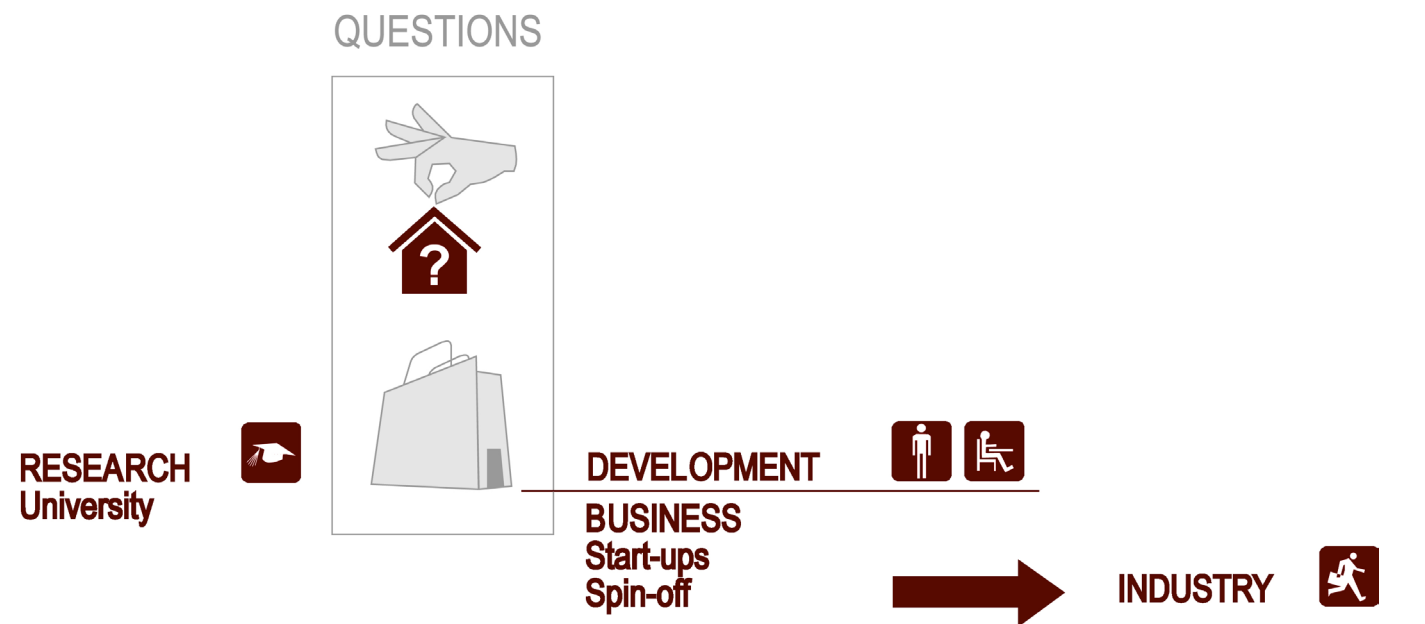 QUESTIONS
?
RESEARCH
University
DEVELOPMENT
BUSINESS
Start-ups
Spin-off
INDUSTRY